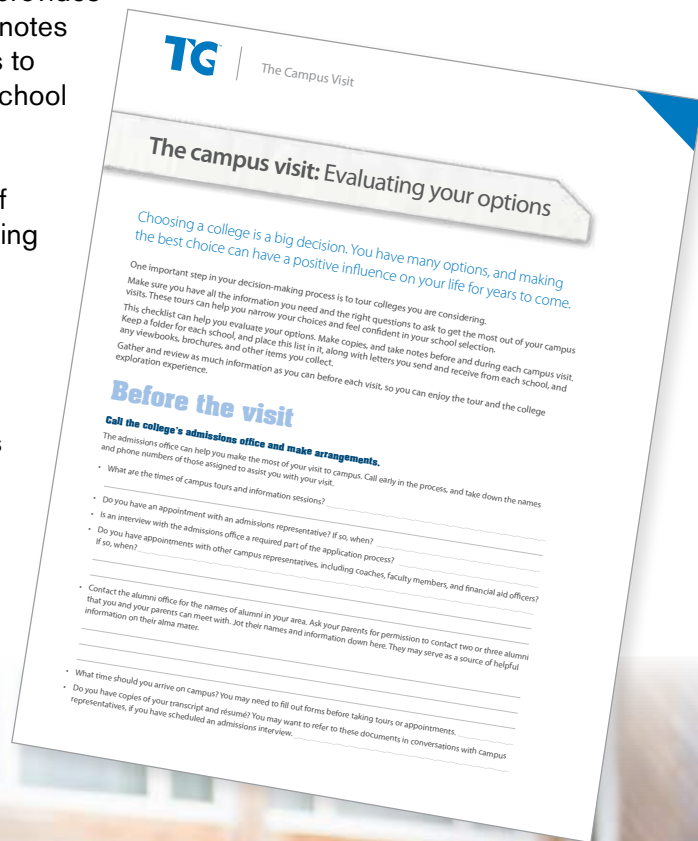 notes
s to
chool
f
ing
s
TG
The Campus Visit
The campus visit: Evaluating your options
Choosing a college is a big decision. You have many options, and making
the best choice can have a positive influence on your life for years to come.
One important step in your decision-making process is to tour colleges you are considering.
Make sure you have all the information you need and the right questions to ask to get the most out of your campus
visits. These tours can help you narrow your choices and feel confident in your school selection.
This checklist can help you evaluate your options. Make copies, and take notes before and during each campus visit.
Keep a folder for each school, and place this list in it, along with letters you send and receive from each school, and
any viewbooks, brochures, and other items you collect.
Gather and review as much information as you can before each visit, so you can enjoy the tour and the college
exploration experience.
Before the visit
Call the college's admissions office and make arrangements.
The admissions office can help you make the most of your visit to campus. Call early in the process, and take down the names
and phone numbers of those assigned to assist you with your visit.
• What are the times of campus tours and information sessions?
• Do you have an appointment with an admissions representative? If so, when?
• Is an interview with the admissions office a required part of the application process?
• Do you have appointments with other campus representatives, including coaches, faculty members, and financial aid officers?
If so, when?
• Contact the alumni office for the names of alumni in your area. Ask your parents for permission to contact two or three alumni
that you and your parents can meet with. Jot their names and information down here. They may serve as a source of helpful
information on their alma mater.
• What time should you arrive on campus? You may need to fill out forms before taking tours or appointments.
• Do you have copies of your transcript and résumé? You may want to refer to these documents in conversations with campus
representatives, if you have scheduled an admissions interview.